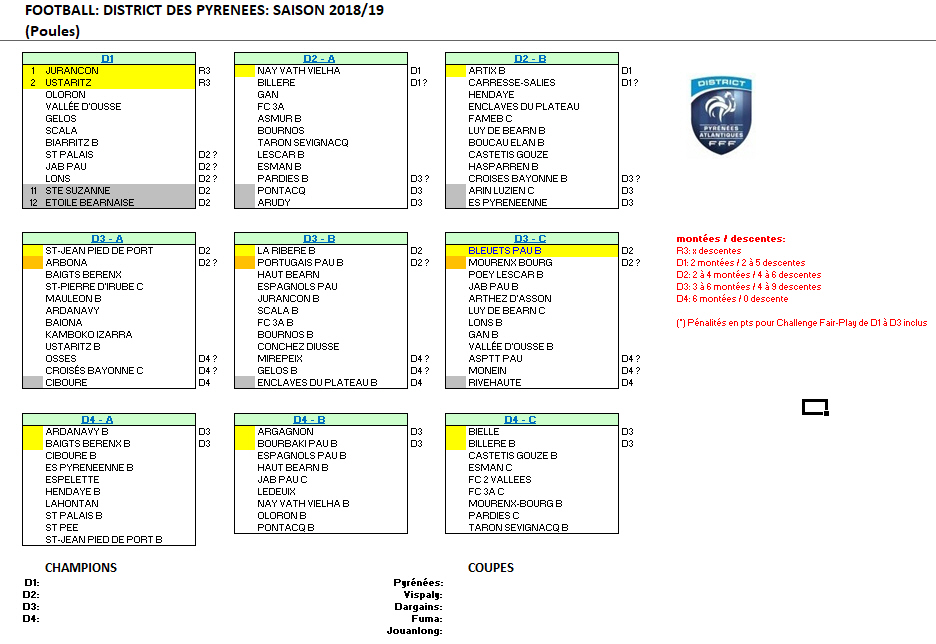 FOOTBALL: DISTRICT DES PYRENEES: SAISON 2018/19
(Poules)
D1
1 JURANCON R3
2 USTARITZ R3
OLORON
VALLÉE D'OUSSE
GELOS
SCALA
BIARRITZ B
ST PALAIS D2 ?
JAB PAU D2 ?
LONS D2 ?
11 STE SUZANNE D2
12 ETOILE BEARNAISE D2
D2 - A
NAY VATH VIELHA D1
BILLERE D1 ?
GAN
FC 3A
ASMUR B
BOURNOS
TARON SEVIGNACQ
LESCAR B
ESMAN B
PARDIES B D3 ?
PONTACQ D3
ARUDY D3
D2 - B
ARTIX B D1
CARRESSE-SALIES D1 ?
HENDAYE
ENCLAVES DU PLATEAU
FAMEB C
LUY DE BEARN B
BOUCAU ELAN B
CASTETIS GOUZE
HASPARREN B
CROISES BAYONNE B D3 ?
ARIN LUZIEN C D3
ES PYRENEENNE D3
DISTRICT
PYRENEES
ATLANTIQUES
FFF
D3 - A
ST-JEAN PIED DE PORT D2
ARBONA D2 ?
BAIGTS BERENX
ST-PIERRE D'IRUBE C
MAULEON B
ARDANAVY
BAIONA
KAMBOKO IZARRA
USTARITZ B
OSSES D4 ?
CROISÉS BAYONNE C D4 ?
CIBOURE D4
D3 - B
LA RIBERE B D2
PORTUGAIS PAU B D2 ?
HAUT BEARN
ESPAGNOLS PAU
JURANCON B
SCALA B
FC 3A B
BOURNOS B
CONCHEZ DIUSSE
MIREPEIX D4 ?
GELOS B D4 ?
ENCLAVES DU PLATEAU B D4
D3 - C
BLEUETS PAU B D2
MOURENX BOURG D2 ?
POEY LESCAR B
JAB PAU B
ARTHEZ D'ASSON
LUY DE BEARN C
LONS B
GAN B
VALLÉE D'OUSSE B
ASPTT PAU D4 ?
MONEIN D4 ?
RIVEHAUTE D4
montées / descentes:
R3: x descentes
D1: 2 montées / 2 à 5 descentes
D2: 2 à 4 montées / 4 à 6 descentes
D3: 3 à 6 montées / 4 à 9 descentes
D4: 6 montées / 0 descente
(*) Pénalités en pts pour Challenge Fair-Play de D1 à D3 inclus
D4 - A
ARDANAVY B D3
BAIGTS BERENX B D3
CIBOURE B
ES PYRENEENNE B
ESPELETTE
HENDAYE B
LAHONTAN
ST PALAIS B
ST PEE
ST-JEAN PIED DE PORT B
D4 - B
ARGAGNON D3
BOURBAKI PAU B D3
ESPAGNOLS PAU B
HAUT BEARN B
JAB PAU C
LEDEUIX
NAY VATH VIELHA B
OLORON B
PONTACQ B
D4 - C
BIELLE D3
BILLERE B D3
CASTETIS GOUZE B
ESMAN C
FC 2 VALLEES
FC 3A C
MOURENX-BOURG B
PARDIES C
TARON SEVIGNACQ B
CHAMPIONS
D1:
D2:
D3:
D4:
COUPES
Pyrénées:
Vispaly:
Dargains:
Fuma:
Jouanlong: